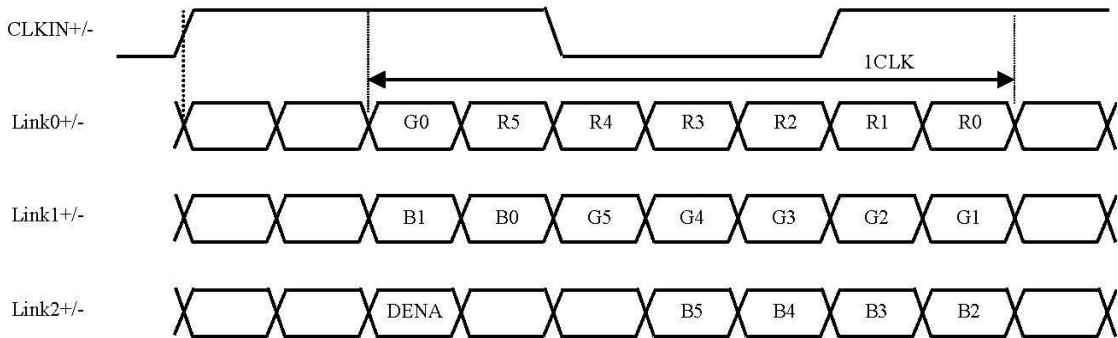 CLKIN+/-
1CLK
Link0+/- G0 R5 R4 R3 R2 R1 R0
Link1+/- B1 B0 G5 G4 G3 G2 G1
Link2+/- DENA B5 B4 B3 B2